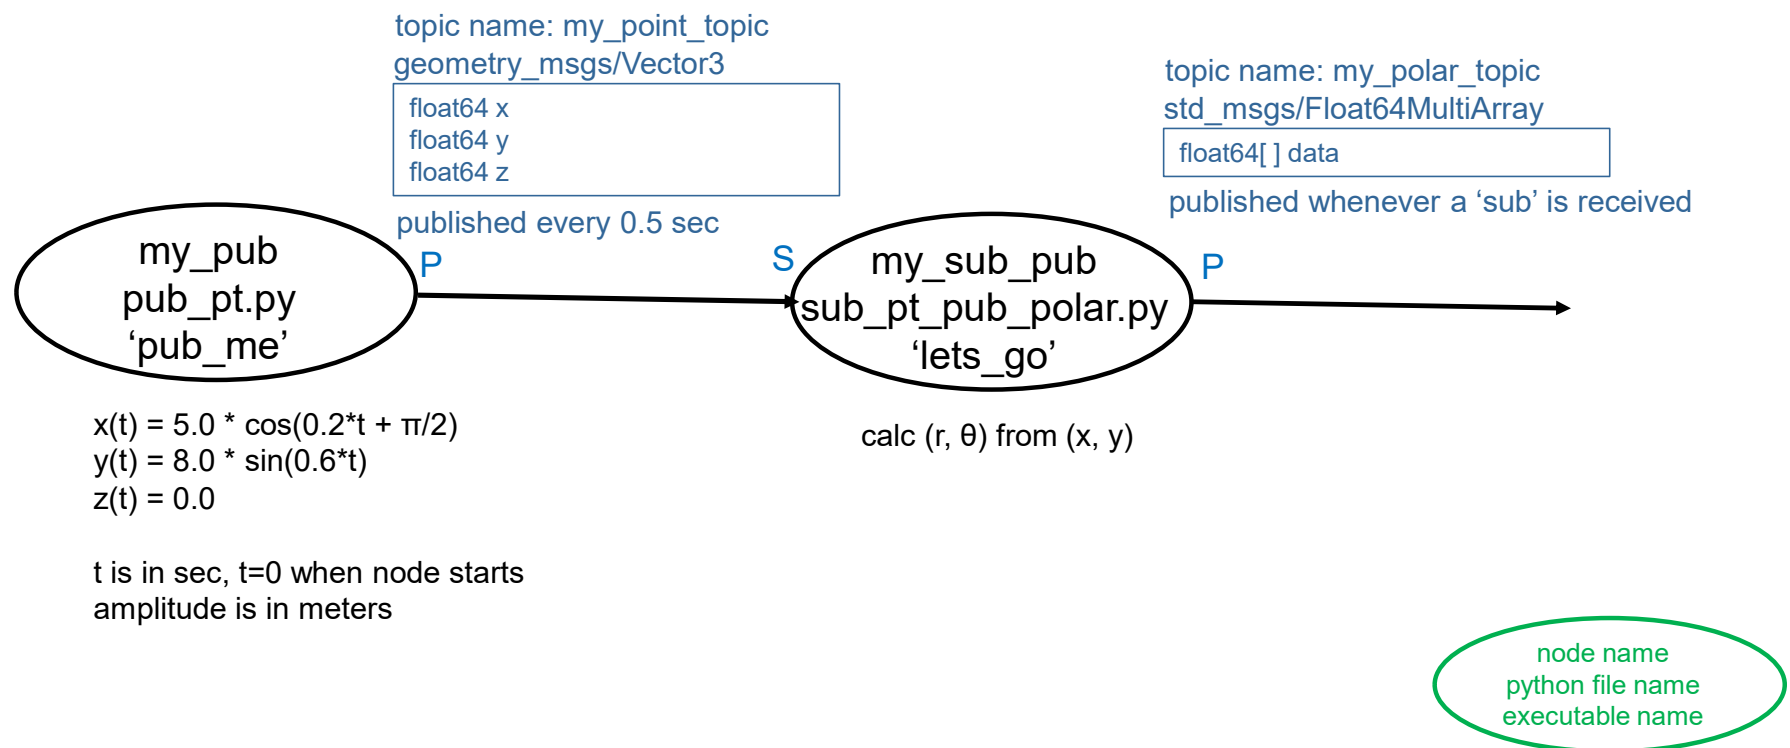 topic name: my_point_topic
geometry_msgs/Vector3
float64 x
float64 y
float64 z
published every 0.5 sec
topic name: my_polar_topic
std_msgs/Float64MultiArray
float64[ ] data
published whenever a ‘sub’ is received
my_pub
pub_pt.py
‘pub_me’
P
S
my_sub_pub
sub_pt_pub_polar.py
‘lets_go’
P
x(t) = 5.0 * cos(0.2*t + π/2)
y(t) = 8.0 * sin(0.6*t)
z(t) = 0.0
t is in sec, t=0 when node starts
amplitude is in meters
calc (r, θ) from (x, y)
node name
python file name
executable name